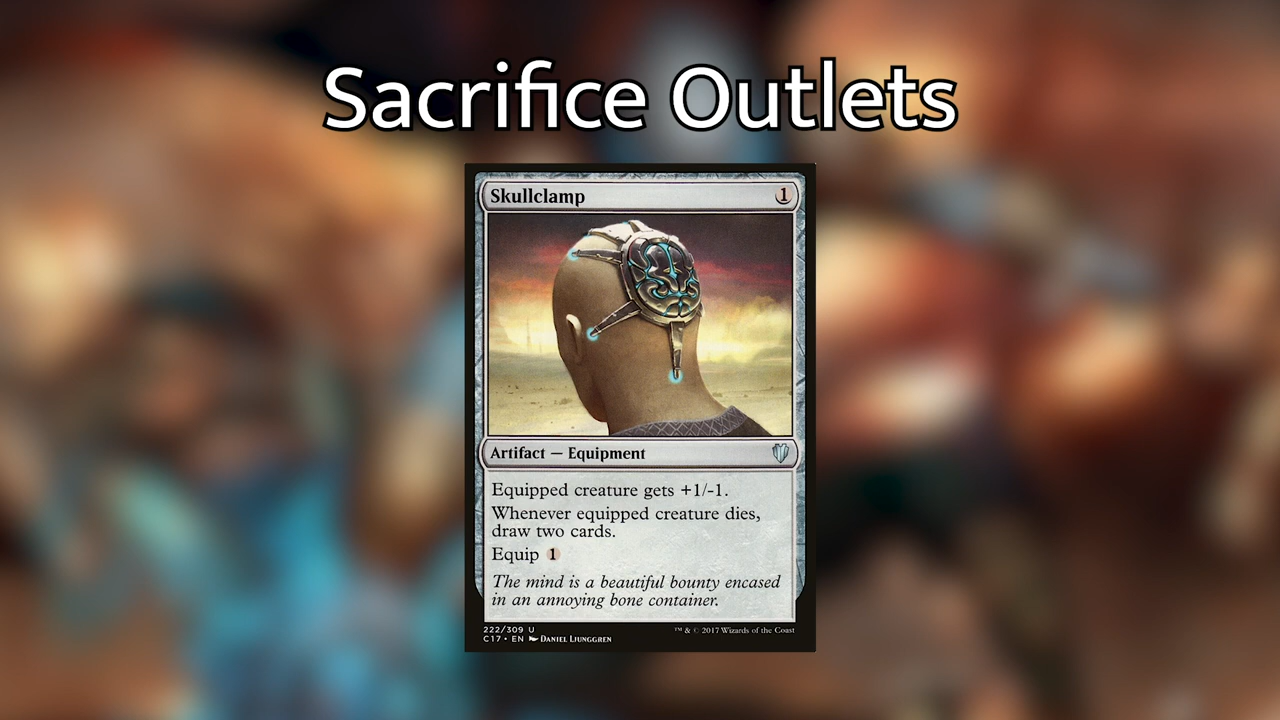 Sacrifice Outlets
Skullclamp 1
Artifact — Equipment
Equipped creature gets +1/-1.
Whenever equipped creature dies,
draw two cards.
Equip 1
The mind is a beautiful bounty encased
in an annoying bone container.
222/309 U
C17 • EN Daniel Ljunggren
™ & © 2017 Wizards of the Coast